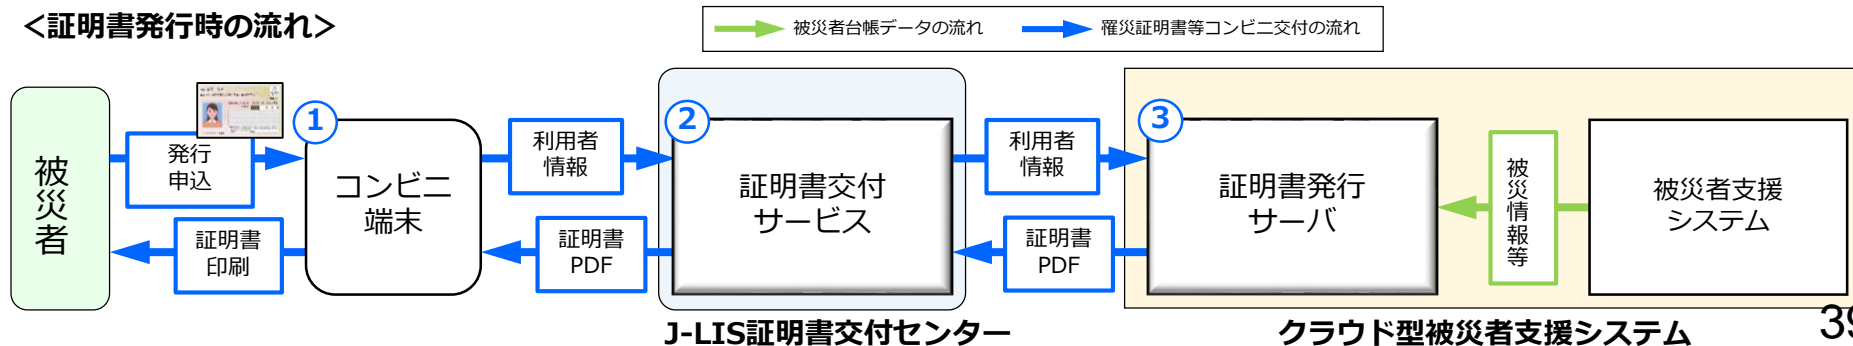 ＜証明書発行時の流れ＞
被災者台帳データの流れ
罹災証明書等コンビニ交付の流れ
被災者
発行
申込
証明書
印刷
①
コンビニ
端末
利用者
情報
証明書
PDF
②
証明書交付
サービス
J-LIS証明書交付センター
利用者
情報
証明書
PDF
③
証明書発行
サーバ
被災情報等
被災者支援
システム
クラウド型被災者支援システム
39